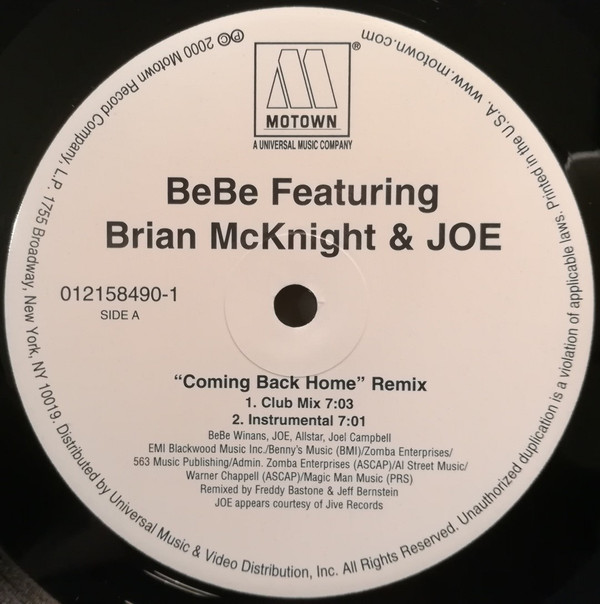 MOTOWN®
A UNIVERSAL MUSIC COMPANY
BeBe Featuring
Brian McKnight & JOE
012158490-1
SIDE A
“Coming Back Home” Remix
1. Club Mix 7:03
2. Instrumental 7:01
BeBe Winans, JOE, Allstar, Joel Campbell
EMI Blackwood Music Inc./Benny's Music (BMI)/Zomba Enterprises/
563 Music Publishing/Admin. Zomba Enterprises (ASCAP)/Al Street Music/
Warner Chappell (ASCAP)/Magic Man Music (PRS)
Remixed by Freddy Bastone & Jeff Bernstein
JOE appears courtesy of Jive Records
℗ © 2000 Motown Record Company, L.P. 1755 Broadway, New York, NY 10019. Distributed by Universal Music & Video Distribution, Inc. All Rights Reserved. Unauthorized duplication is a violation of applicable laws. Printed in the U.S.A. www.motown.com